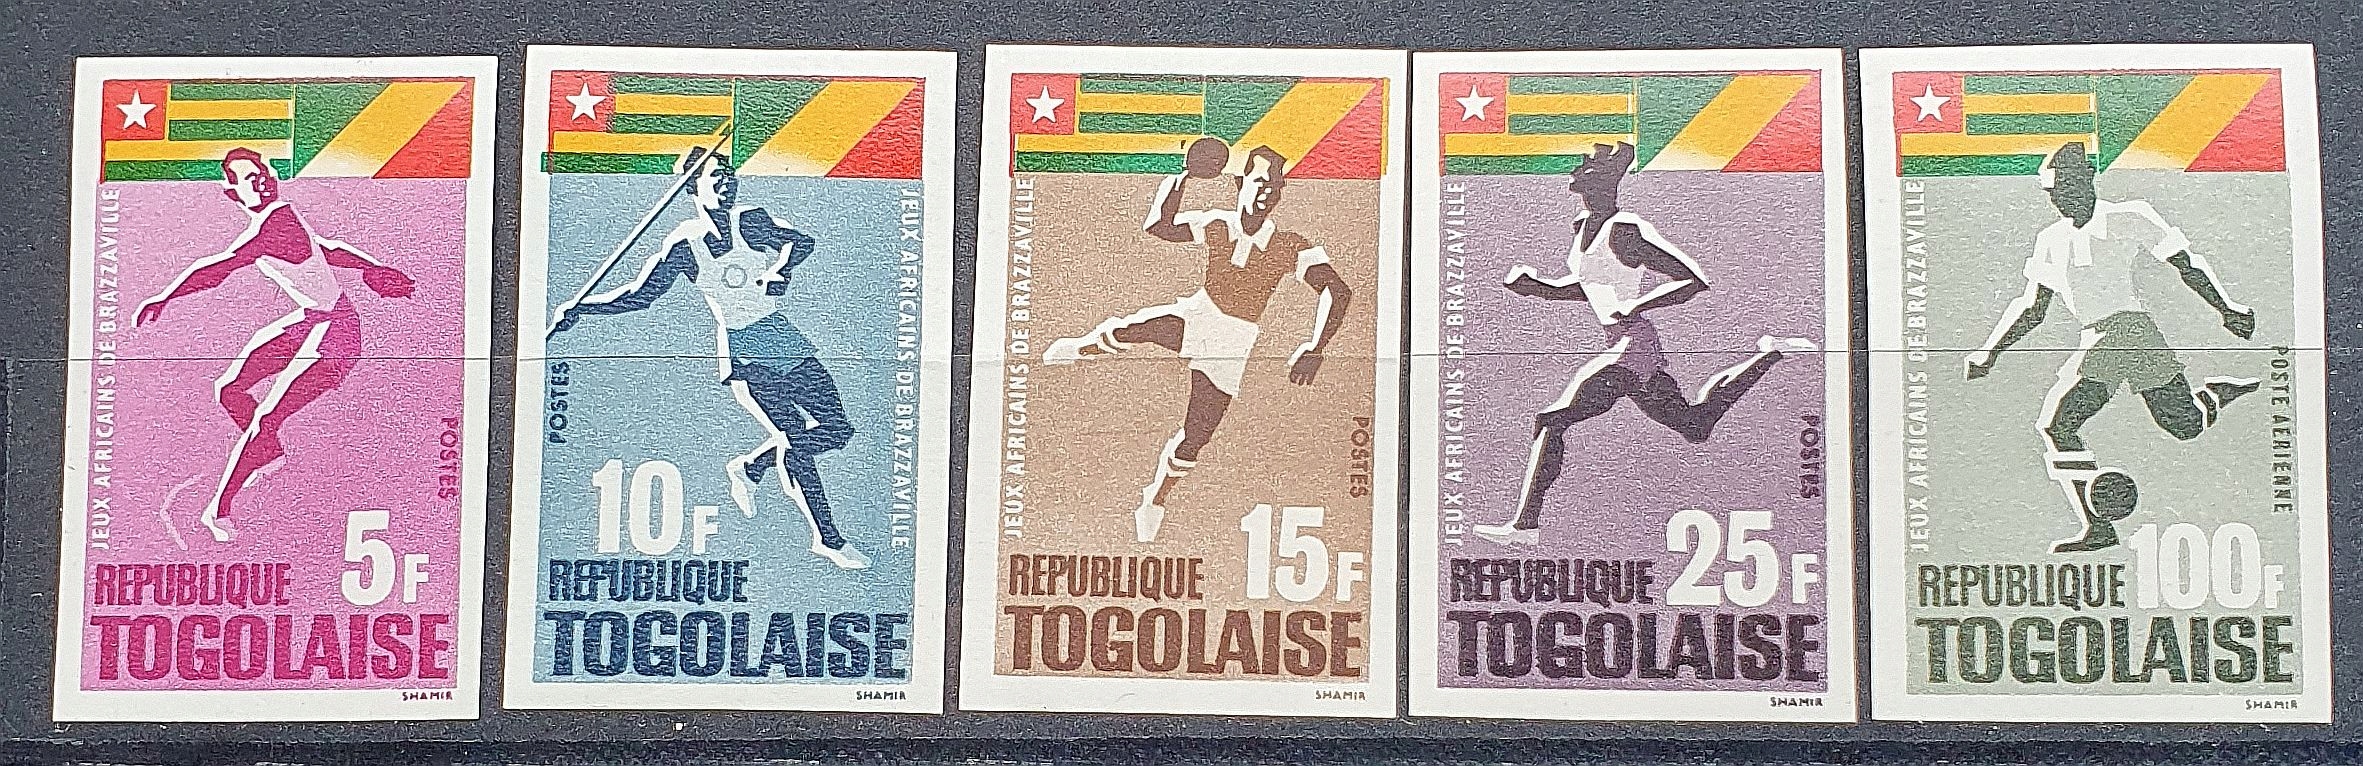 JEUX AFRICAINS DE BRAZZAVILLE
POSTES
5F
REPUBLIQUE
TOGOLAISE
SHAMIR
JEUX AFRICAINS DE BRAZZAVILLE
POSTES
10F
REPUBLIQUE
TOGOLAISE
SHAMIR
JEUX AFRICAINS DE BRAZZAVILLE
POSTES
15F
REPUBLIQUE
TOGOLAISE
SHAMIR
JEUX AFRICAINS DE BRAZZAVILLE
POSTES
25F
REPUBLIQUE
TOGOLAISE
SHAMIR
JEUX AFRICAINS DE BRAZZAVILLE
POSTE AERIENNE
100F
REPUBLIQUE
TOGOLAISE
SHAMIR